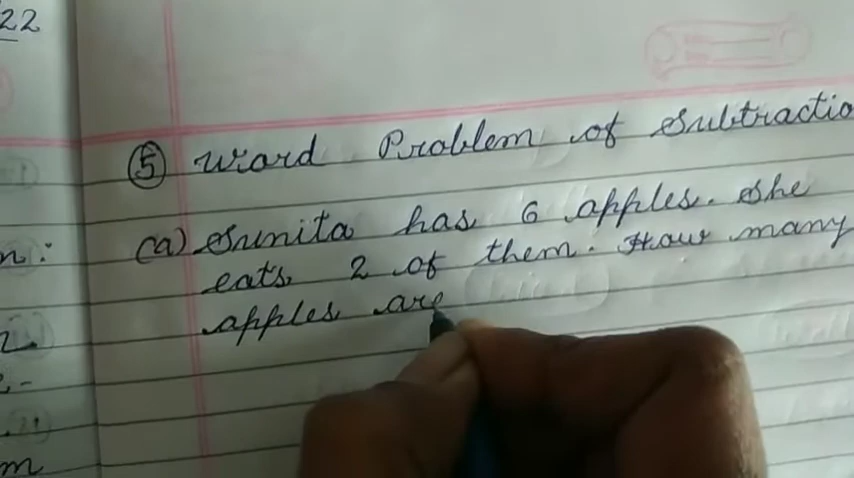 22
⑤ Word Problem of Subtractio
n:
(a) Sunita has 6 apples. She
eats 2 of them. How many
apples are
m